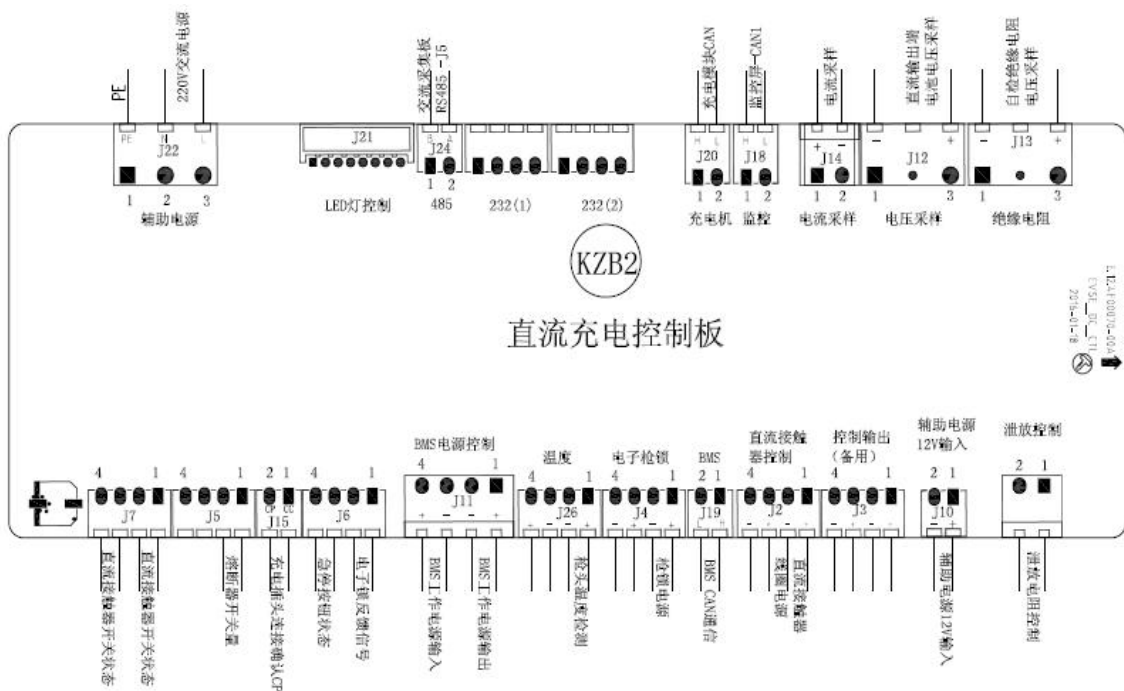 PE
220V交流电源
交流采集板
RS485 -J5
充电模块CAN
监控屏-CAN1
电流采样
直流输出端
电池电压采样
自检绝缘电阻
电压采样
PE N L
J22
1 2 3
辅助电源
J21
LED灯控制
B A
J24
1 2
485
232(1)
232(2)
H L
J20
1 2
充电机
H L
J18
1 2
监控
+ -
J14
1 2
电流采样
- +
J12
1 3
电压采样
- +
J13
1 3
绝缘电阻
KZB2
直流充电控制板
EVSE_DC_CTL
2016-01-18
4 1
J7
直流接触器开关状态
直流接触器开关状态
4 1
J5
熔断器开关量
2 1
CP CC
J15
充电插头连接确认CP
4 1
J6
急停按钮状态
电子锁反馈信号
BMS电源控制
4 1
J11
+ - - +
BMS工作电源输入
BMS工作电源输出
温度
4 1
J26
+ - - +
枪头温度检测
电子枪锁
4 1
J4
+ - - +
枪锁电源
BMS
2 1
J19
L H
BMS CAN通信
直流接触
器控制
4 1
J2
直流接触器
线圈电源
控制输出
(备用)
4 1
J3
辅助电源
12V输入
2 1
J10
- +
辅助电源12V输入
泄放控制
2 1
泄放电阻控制